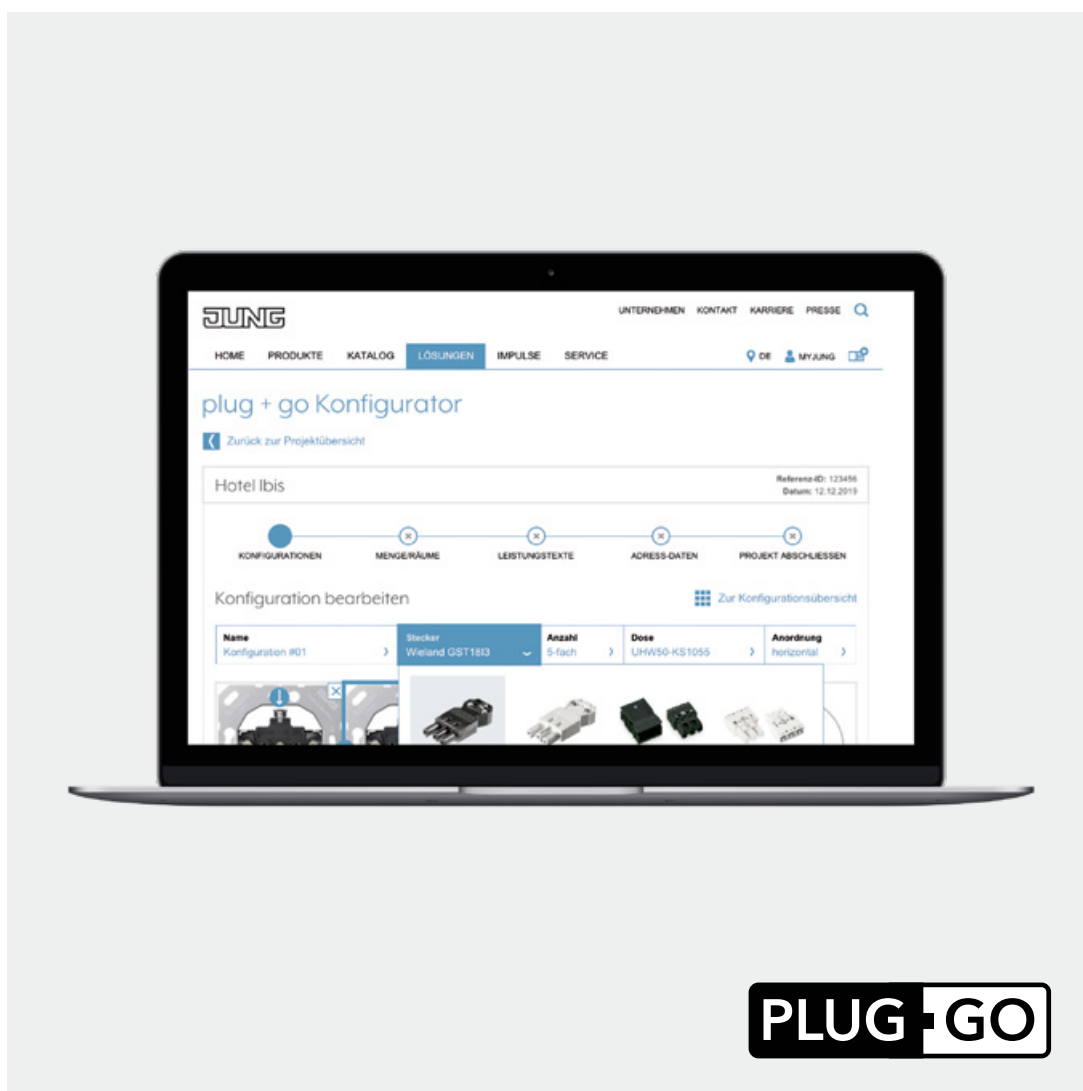 JUNG
UNTERNEHMEN KONTAKT KARRIERE PRESSE
HOME PRODUKTE KATALOG LÖSUNGEN IMPULSE SERVICE DE MYJUNG
plug + go Konfigurator
Zurück zur Projektübersicht
Hotel Ibis
Referenz-ID: 123456
Datum: 12.12.2019
KONFIGURATIONEN MENGE/RÄUME LEISTUNGSTEXTE ADRESS-DATEN PROJEKT ABSCHLIESSEN
Konfiguration bearbeiten Zur Konfigurationsübersicht
Name Stecker Anzahl Dose Anordnung
Konfiguration #01 Wieland GST18I3 5-fach UHW50-KS1055 horizontal
PLUG GO